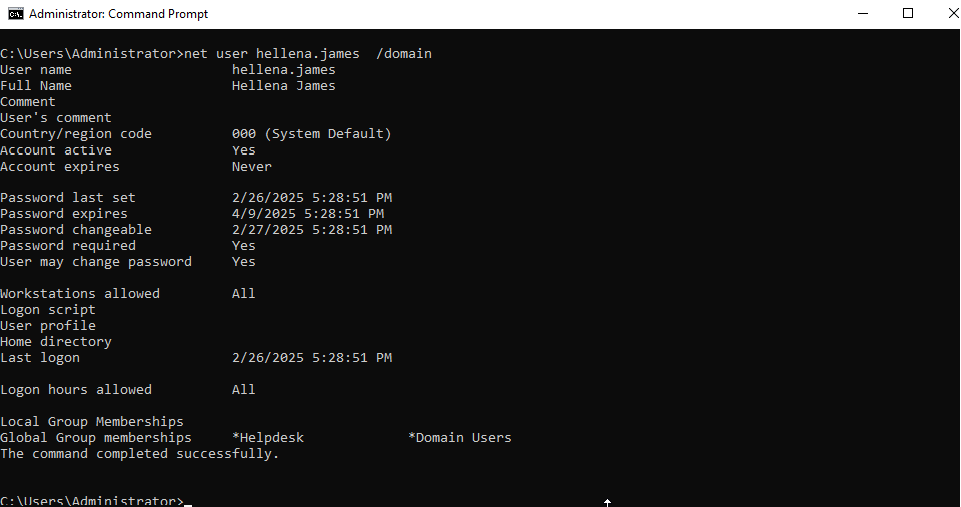 Administrator: Command Prompt
C:\Users\Administrator>net user hellena.james  /domain
User name                    hellena.james
Full Name                    Hellena James
Comment
User's comment
Country/region code          000 (System Default)
Account active               Yes
Account expires              Never
Password last set            2/26/2025 5:28:51 PM
Password expires             4/9/2025 5:28:51 PM
Password changeable          2/27/2025 5:28:51 PM
Password required            Yes
User may change password     Yes
Workstations allowed         All
Logon script
User profile
Home directory
Last logon                   2/26/2025 5:28:51 PM
Logon hours allowed          All
Local Group Memberships
Global Group memberships     *Helpdesk             *Domain Users
The command completed successfully.
C:\Users\Administrator>